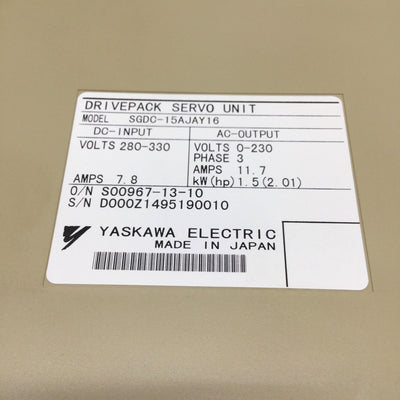 DRIVEPACK SERVO UNIT
MODEL SGDC-15AJAY16
DC-INPUT AC-OUTPUT
VOLTS 280-330 VOLTS 0-230
PHASE 3
AMPS 11.7
AMPS 7.8 kW(hp) 1.5(2.01)
O/N S00967-13-10
S/N D000Z1495190010
YASKAWA ELECTRIC
MADE IN JAPAN